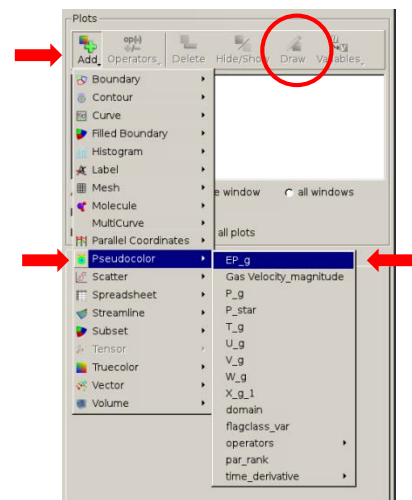 Plots
op(↓)
Add Operators Delete Hide/Show Draw Variables
Boundary
Contour
Curve
Filled Boundary
Histogram
Label
Mesh
e window all windows
Molecule
MultiCurve
all plots
Parallel Coordinates
Pseudocolor
EP_g
Scatter
Gas Velocity_magnitude
Spreadsheet
P_g
Streamline
P_star
Subset
T_g
Tensor
U_g
Truecolor
V_g
Vector
W_g
Volume
X_g_1
domain
flagclass_var
operators
par_rank
time_derivative